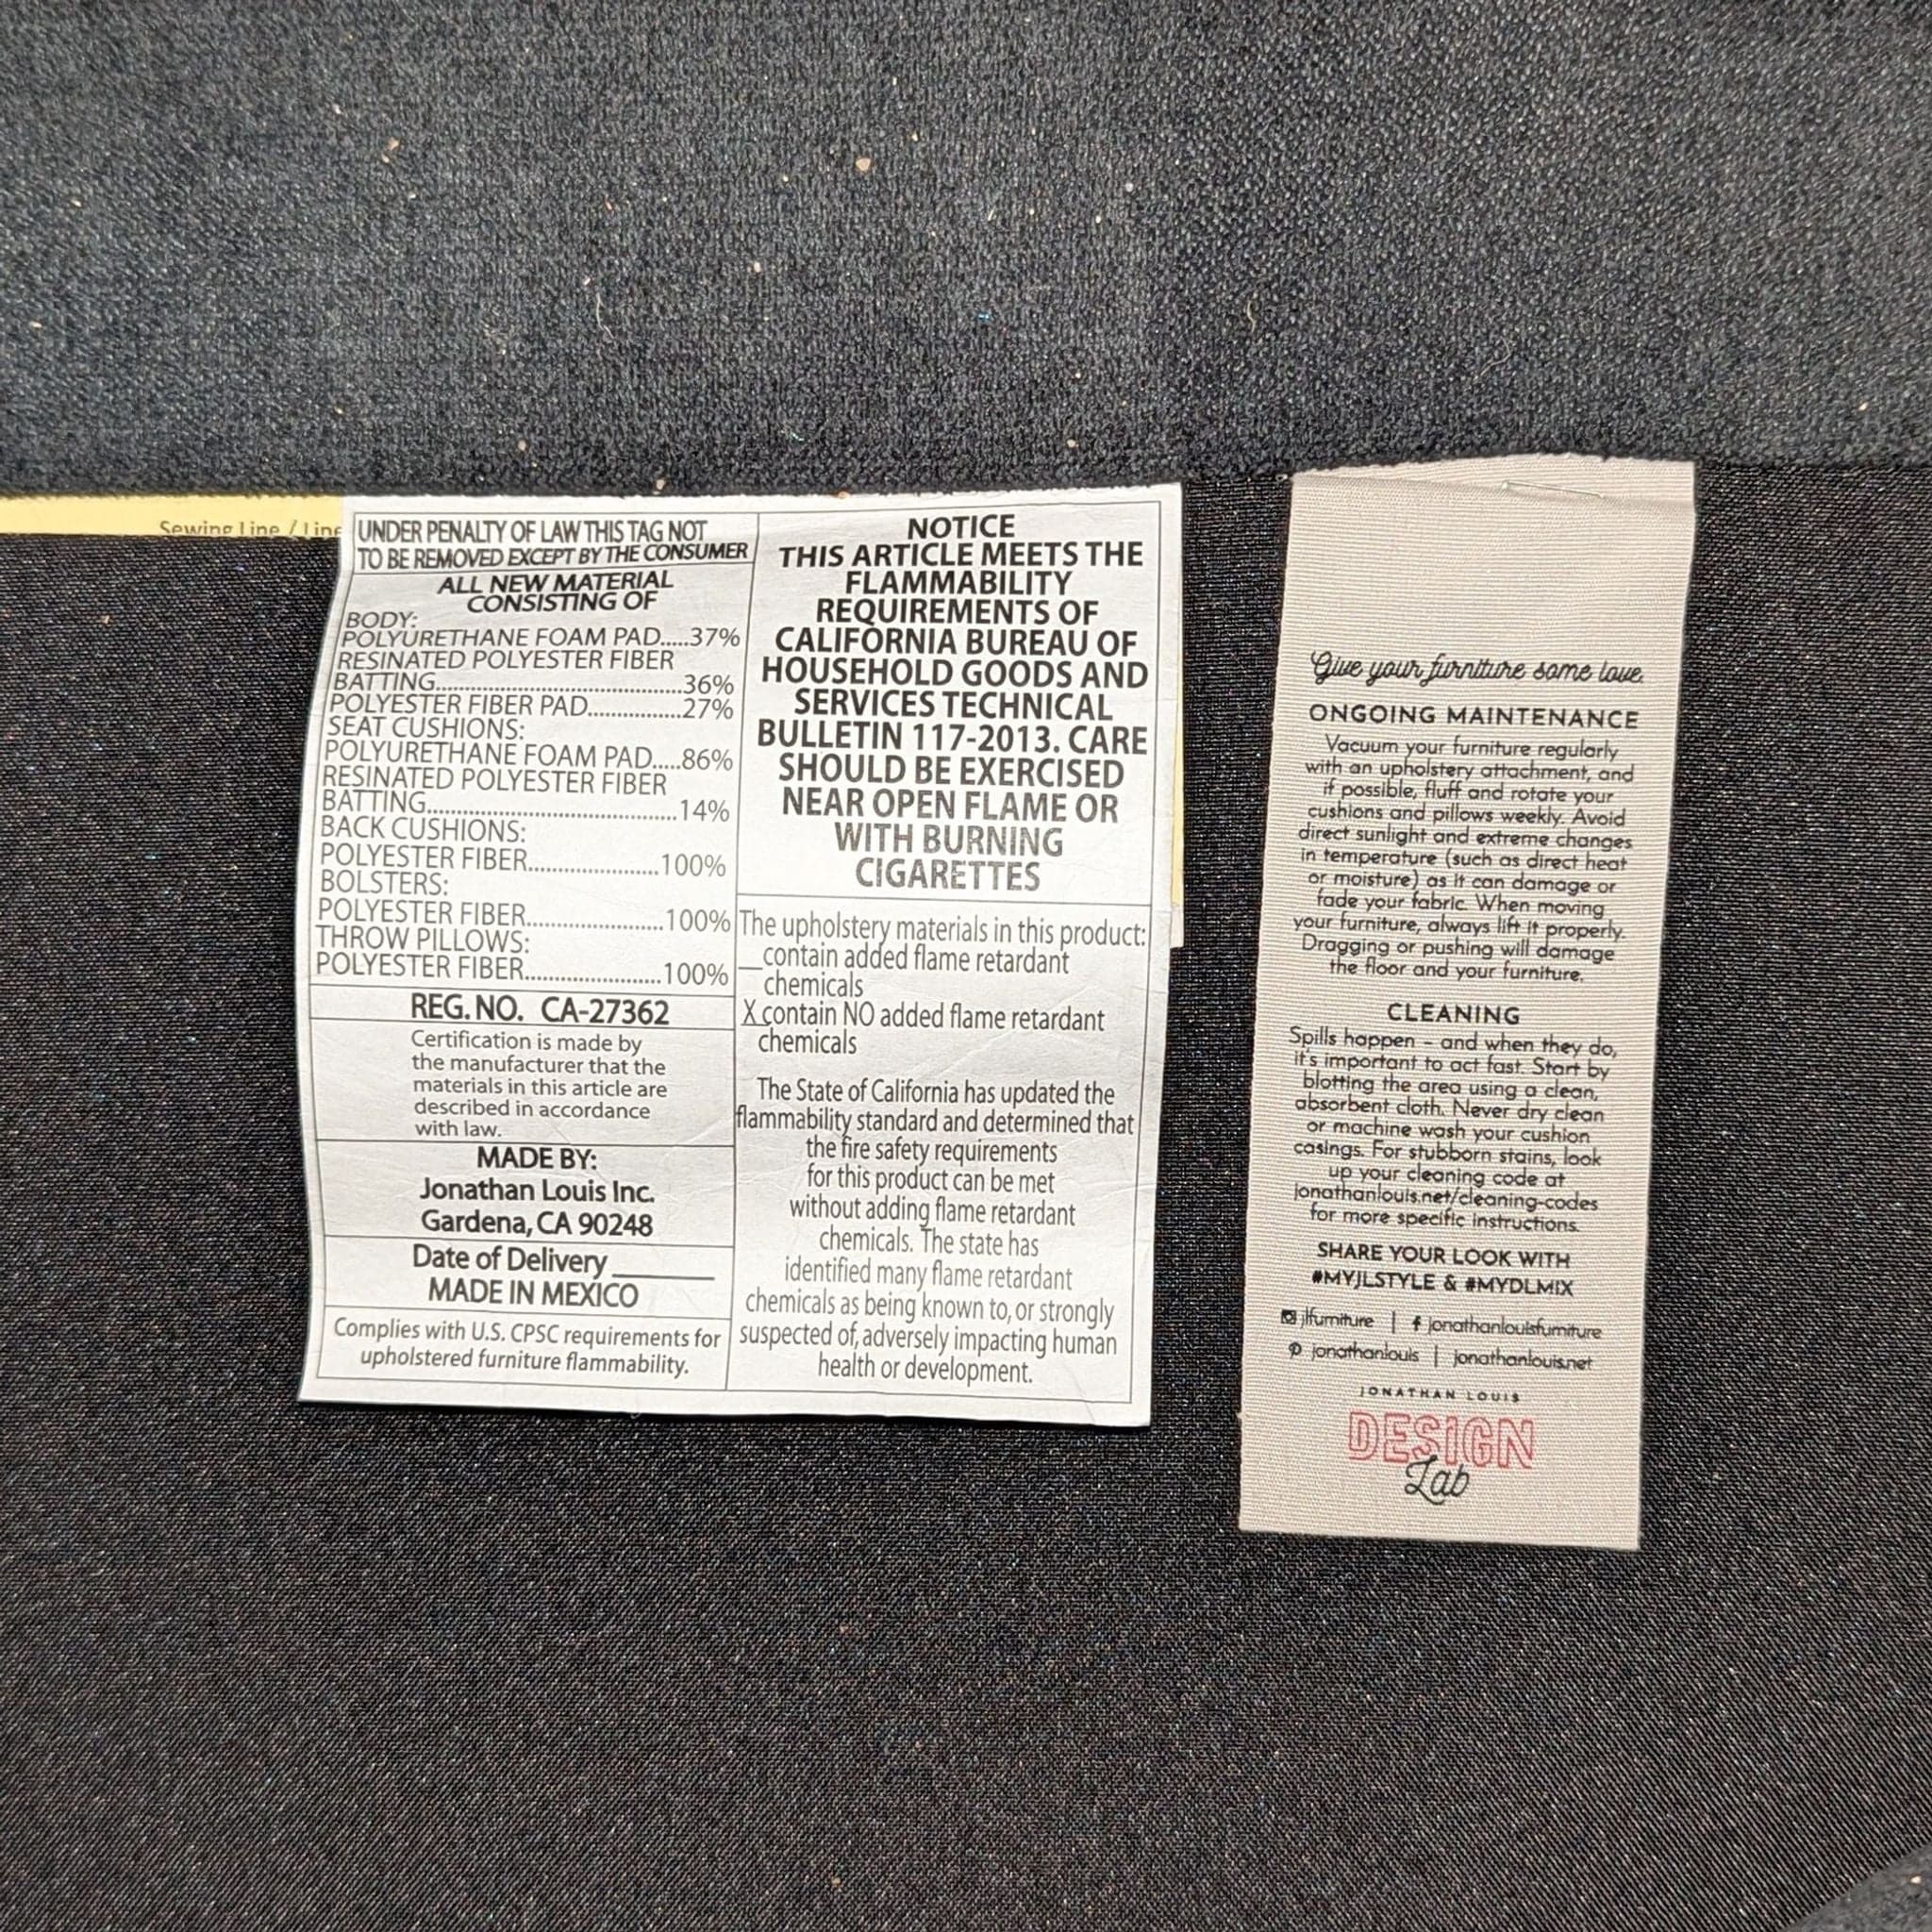 Sewing Line / Line
UNDER PENALTY OF LAW THIS TAG NOT
TO BE REMOVED EXCEPT BY THE CONSUMER
ALL NEW MATERIAL
CONSISTING OF
BODY:
POLYURETHANE FOAM PAD.....37%
RESINATED POLYESTER FIBER
BATTING..........................................36%
POLYESTER FIBER PAD................27%
SEAT CUSHIONS:
POLYURETHANE FOAM PAD.....86%
RESINATED POLYESTER FIBER
BATTING..........................................14%
BACK CUSHIONS:
POLYESTER FIBER......................100%
BOLSTERS:
POLYESTER FIBER.......................100%
THROW PILLOWS:
POLYESTER FIBER.......................100%
REG. NO. CA-27362
Certification is made by
the manufacturer that the
materials in this article are
described in accordance
with law.
MADE BY:
Jonathan Louis Inc.
Gardena, CA 90248
Date of Delivery ________
MADE IN MEXICO
Complies with U.S. CPSC requirements for
upholstered furniture flammability.
NOTICE
THIS ARTICLE MEETS THE
FLAMMABILITY
REQUIREMENTS OF
CALIFORNIA BUREAU OF
HOUSEHOLD GOODS AND
SERVICES TECHNICAL
BULLETIN 117-2013. CARE
SHOULD BE EXERCISED
NEAR OPEN FLAME OR
WITH BURNING
CIGARETTES
The upholstery materials in this product:
__contain added flame retardant
chemicals
X contain NO added flame retardant
chemicals
The State of California has updated the
flammability standard and determined that
the fire safety requirements
for this product can be met
without adding flame retardant
chemicals. The state has
identified many flame retardant
chemicals as being known to, or strongly
suspected of, adversely impacting human
health or development.
Give your furniture some love.
ONGOING MAINTENANCE
Vacuum your furniture regularly
with an upholstery attachment, and
if possible, fluff and rotate your
cushions and pillows weekly. Avoid
direct sunlight and extreme changes
in temperature (such as direct heat
or moisture) as it can damage or
fade your fabric. When moving
your furniture, always lift it properly.
Dragging or pushing will damage
the floor and your furniture.
CLEANING
Spills happen – and when they do,
it's important to act fast. Start by
blotting the area using a clean,
absorbent cloth. Never dry clean
or machine wash your cushion
casings. For stubborn stains, look
up your cleaning code at
jonathanlouis.net/cleaning-codes
for more specific instructions.
SHARE YOUR LOOK WITH
#MYJLSTYLE & #MYDLMIX
jlfurniture | f jonathanlouisfurniture
jonathanlouis | jonathanlouis.net
JONATHAN LOUIS
DESIGN
Lab